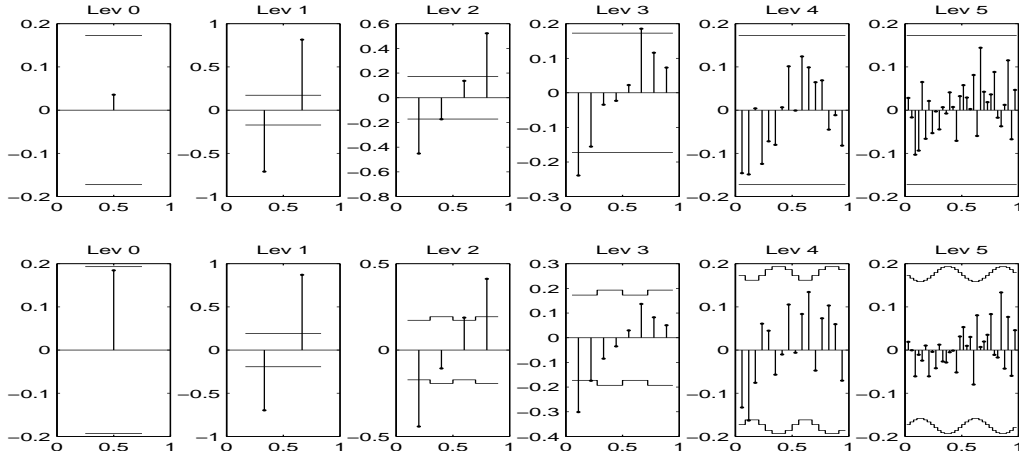 Lev 0 Lev 1 Lev 2 Lev 3 Lev 4 Lev 5
0.2 1 0.6 0.2 0.2 0.2
0.4 0.1
0.1 0.5 0.1 0.1
0.2 0
0 0 0 0 0
−0.2 −0.1
−0.1 −0.5 −0.1 −0.1
−0.4 −0.2
−0.6
−0.2 −1 −0.8 −0.3 −0.2 −0.2
0 0.5 1 0 0.5 1 0 0.5 1 0 0.5 1 0 0.5 1 0 0.5 1
Lev 0 Lev 1 Lev 2 Lev 3 Lev 4 Lev 5
0.2 1 0.5 0.3 0.2 0.2
0.2
0.1 0.5 0.1 0.1
0.1
0 0 0 0 0 0
−0.1
−0.1 −0.5 −0.2 −0.1 −0.1
−0.3
−0.2 −1 −0.5 −0.4 −0.2 −0.2
0 0.5 1 0 0.5 1 0 0.5 1 0 0.5 1 0 0.5 1 0 0.5 1